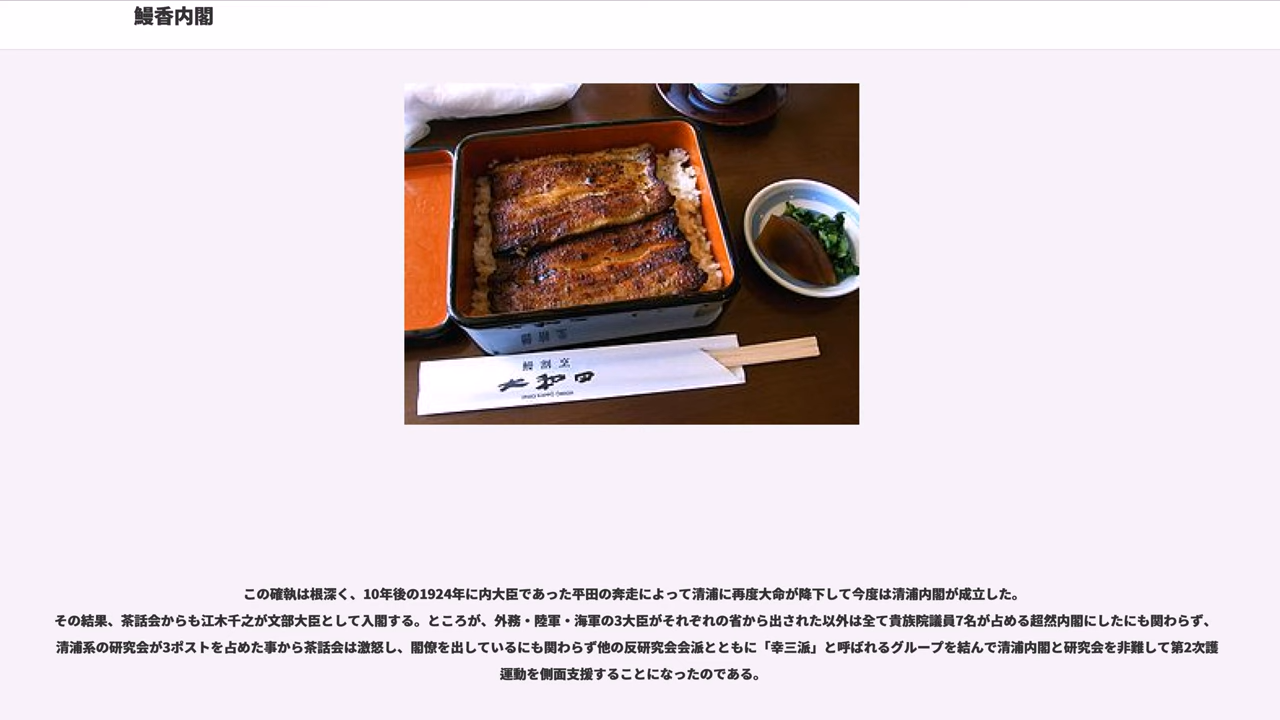 鰻香内閣
鰻 割 烹
大和田
この確執は根深く、10年後の1924年に内大臣であった平田の奔走によって清浦に再度大命が降下して今度は清浦内閣が成立した。
その結果、茶話会からも江木千之が文部大臣として入閣する。ところが、外務・陸軍・海軍の3大臣がそれぞれの省から出された以外は全て貴族院議員7名が占める超然内閣にしたにも関わらず、
清浦系の研究会が3ポストを占めた事から茶話会は激怒し、閣僚を出しているにも関わらず他の反研究会会派とともに「幸三派」と呼ばれるグループを結んで清浦内閣と研究会を非難して第2次護
運動を側面支援することになったのである。